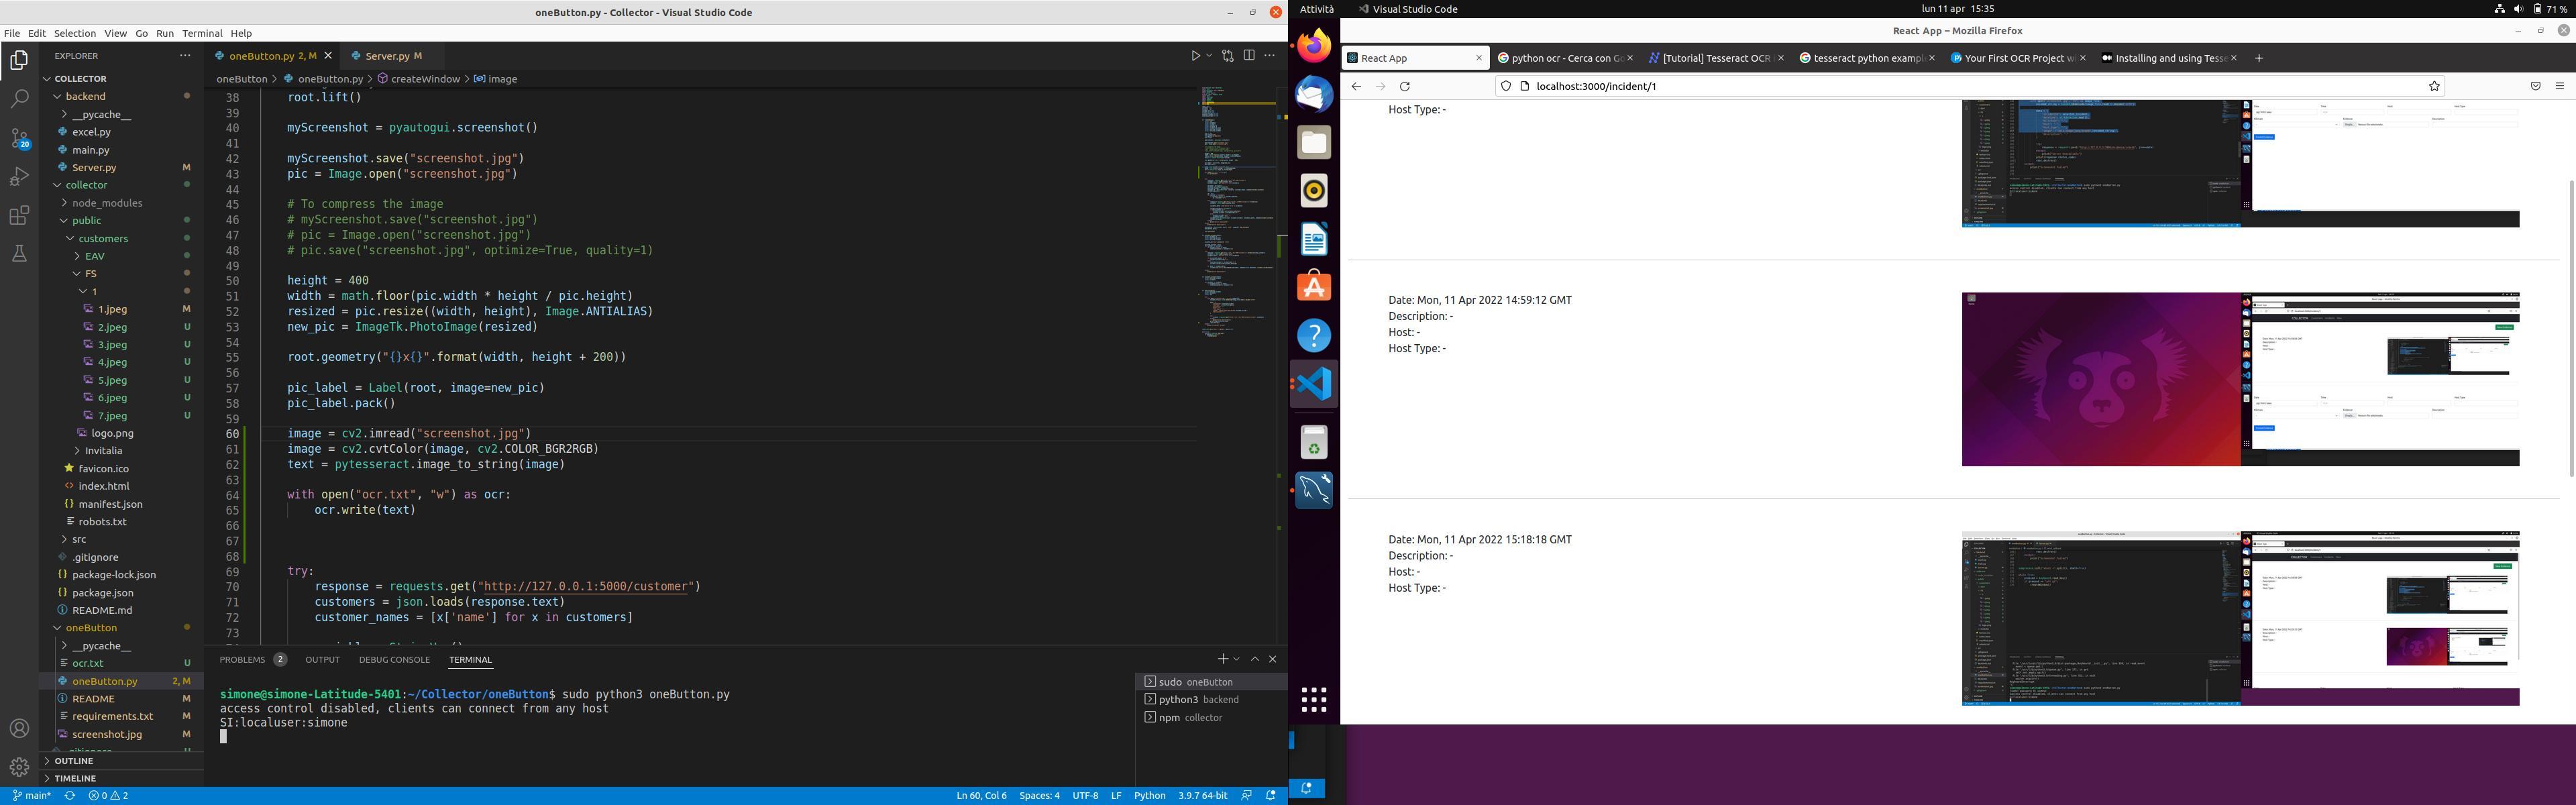 oneButton.py - Collector - Visual Studio Code
File Edit Selection View Go Run Terminal Help
EXPLORER
COLLECTOR
backend
__pycache__
excel.py
main.py
Server.py M
collector
node_modules
public
customers
EAV
FS
1
1.jpeg M
2.jpeg U
3.jpeg U
4.jpeg U
5.jpeg U
6.jpeg U
7.jpeg U
logo.png
Invitalia
favicon.ico
index.html
manifest.json
robots.txt
src
.gitignore
package-lock.json
package.json
README.md
oneButton
__pycache__
ocr.txt U
oneButton.py 2, M
README M
requirements.txt M
screenshot.jpg M
.gitignore U
OUTLINE
TIMELINE
20
oneButton.py 2, M
Server.py M
oneButton > oneButton.py > createWindow > image
38 root.lift()
39
40 myScreenshot = pyautogui.screenshot()
41
42 myScreenshot.save("screenshot.jpg")
43 pic = Image.open("screenshot.jpg")
44
45 # To compress the image
46 # myScreenshot.save("screenshot.jpg")
47 # pic = Image.open("screenshot.jpg")
48 # pic.save("screenshot.jpg", optimize=True, quality=1)
49
50 height = 400
51 width = math.floor(pic.width * height / pic.height)
52 resized = pic.resize((width, height), Image.ANTIALIAS)
53 new_pic = ImageTk.PhotoImage(resized)
54
55 root.geometry("{}x{}".format(width, height + 200))
56
57 pic_label = Label(root, image=new_pic)
58 pic_label.pack()
59
60 image = cv2.imread("screenshot.jpg")
61 image = cv2.cvtColor(image, cv2.COLOR_BGR2RGB)
62 text = pytesseract.image_to_string(image)
63
64 with open("ocr.txt", "w") as ocr:
65 ocr.write(text)
66
67
68
69 try:
70 response = requests.get("http://127.0.0.1:5000/customer")
71 customers = json.loads(response.text)
72 customer_names = [x['name'] for x in customers]
73
PROBLEMS 2 OUTPUT DEBUG CONSOLE TERMINAL
simone@simone-Latitude-5401:~/Collector/oneButton$ sudo python3 oneButton.py
access control disabled, clients can connect from any host
SI:localuser:simone
sudo oneButton
python3 backend
npm collector
main* 0 2
Ln 60, Col 6 Spaces: 4 UTF-8 LF Python 3.9.7 64-bit
Attività Visual Studio Code
lun 11 apr 15:35
71 %
React App – Mozilla Firefox
React App
python ocr - Cerca con Go
[Tutorial] Tesseract OCR
tesseract python exampl
Your First OCR Project w
Installing and using Tesse
localhost:3000/incident/1
Host Type: -
Date: Mon, 11 Apr 2022 14:59:12 GMT
Description: -
Host: -
Host Type: -
Date: Mon, 11 Apr 2022 15:18:18 GMT
Description: -
Host: -
Host Type: -